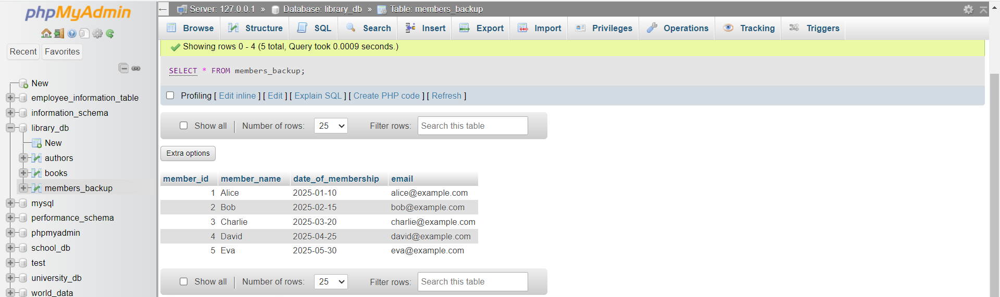 phpMyAdmin
Recent Favorites
New
employee_information_table
information_schema
library_db
New
authors
books
members_backup
mysql
performance_schema
phpmyadmin
school_db
test
university_db
world_data
Server: 127.0.0.1 » Database: library_db » Table: members_backup
Browse Structure SQL Search Insert Export Import Privileges Operations Tracking Triggers
Showing rows 0 - 4 (5 total, Query took 0.0009 seconds.)
SELECT * FROM members_backup;
Profiling [ Edit inline ] [ Edit ] [ Explain SQL ] [ Create PHP code ] [ Refresh ]
Show all | Number of rows: 25 Filter rows: Search this table
Extra options
member_id member_name date_of_membership email
1 Alice 2025-01-10 alice@example.com
2 Bob 2025-02-15 bob@example.com
3 Charlie 2025-03-20 charlie@example.com
4 David 2025-04-25 david@example.com
5 Eva 2025-05-30 eva@example.com
Show all | Number of rows: 25 Filter rows: Search this table